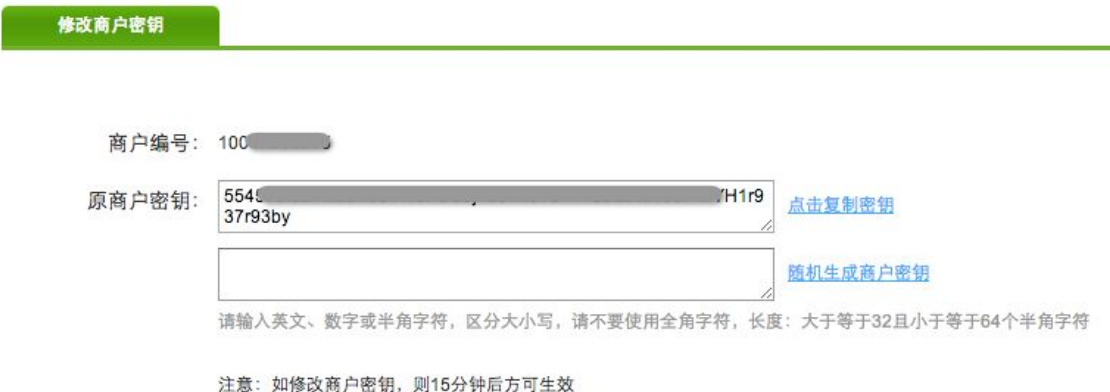 修改商户密钥
商户编号： 100
原商户密钥： 5545
H1r9
37r93by
点击复制密钥
随机生成商户密钥
请输入英文、数字或半角字符，区分大小写，请不要使用全角字符，长度：大于等于32且小于等于64个半角字符
注意：如修改商户密钥，则15分钟后方可生效